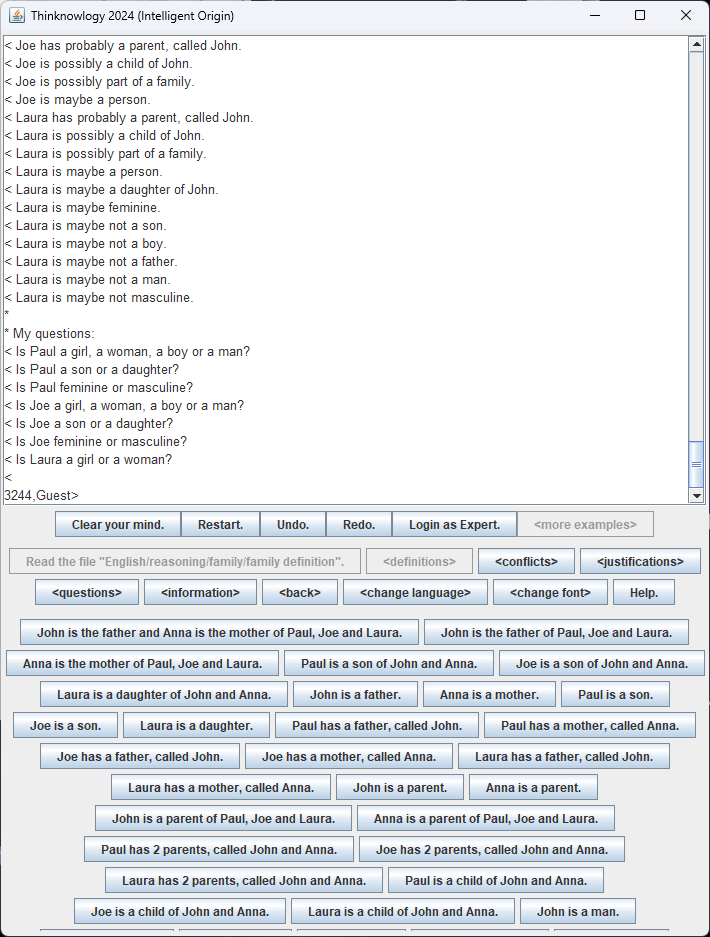 Thinknowlogy 2024 (Intelligent Origin)
< Joe has probably a parent, called John.
< Joe is possibly a child of John.
< Joe is possibly part of a family.
< Joe is maybe a person.
< Laura has probably a parent, called John.
< Laura is possibly a child of John.
< Laura is possibly part of a family.
< Laura is maybe a person.
< Laura is maybe a daughter of John.
< Laura is maybe feminine.
< Laura is maybe not a son.
< Laura is maybe not a boy.
< Laura is maybe not a father.
< Laura is maybe not a man.
< Laura is maybe not masculine.
*
* My questions:
< Is Paul a girl, a woman, a boy or a man?
< Is Paul a son or a daughter?
< Is Paul feminine or masculine?
< Is Joe a girl, a woman, a boy or a man?
< Is Joe a son or a daughter?
< Is Joe feminine or masculine?
< Is Laura a girl or a woman?
<
3244,Guest>
Clear your mind. Restart. Undo. Redo. Login as Expert. <more examples>
Read the file "English/reasoning/family/family definition". <definitions> <conflicts> <justifications>
<questions> <information> <back> <change language> <change font> Help.
John is the father and Anna is the mother of Paul, Joe and Laura. John is the father of Paul, Joe and Laura.
Anna is the mother of Paul, Joe and Laura. Paul is a son of John and Anna. Joe is a son of John and Anna.
Laura is a daughter of John and Anna. John is a father. Anna is a mother. Paul is a son.
Joe is a son. Laura is a daughter. Paul has a father, called John. Paul has a mother, called Anna.
Joe has a father, called John. Joe has a mother, called Anna. Laura has a father, called John.
Laura has a mother, called Anna. John is a parent. Anna is a parent.
John is a parent of Paul, Joe and Laura. Anna is a parent of Paul, Joe and Laura.
Paul has 2 parents, called John and Anna. Joe has 2 parents, called John and Anna.
Laura has 2 parents, called John and Anna. Paul is a child of John and Anna.
Joe is a child of John and Anna. Laura is a child of John and Anna. John is a man.